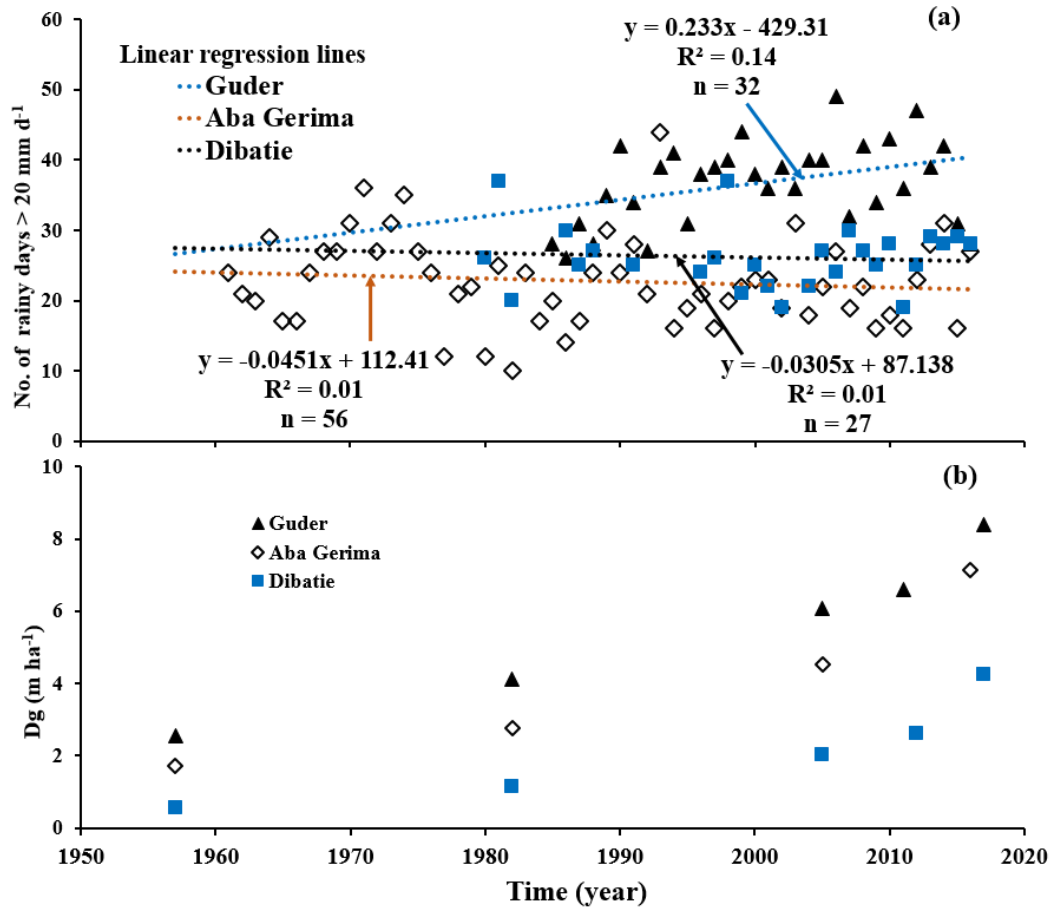 (a)
No. of rainy days > 20 mm d⁻¹
60
50
40
30
20
10
0
Linear regression lines
Guder
Aba Gerima
Dibatie
y = 0.233x - 429.31
R² = 0.14
n = 32
y = -0.0451x + 112.41
R² = 0.01
n = 56
y = -0.0305x + 87.138
R² = 0.01
n = 27
(b)
Dg (m ha⁻¹)
10
8
6
4
2
0
Guder
Aba Gerima
Dibatie
1950 1960 1970 1980 1990 2000 2010 2020
Time (year)